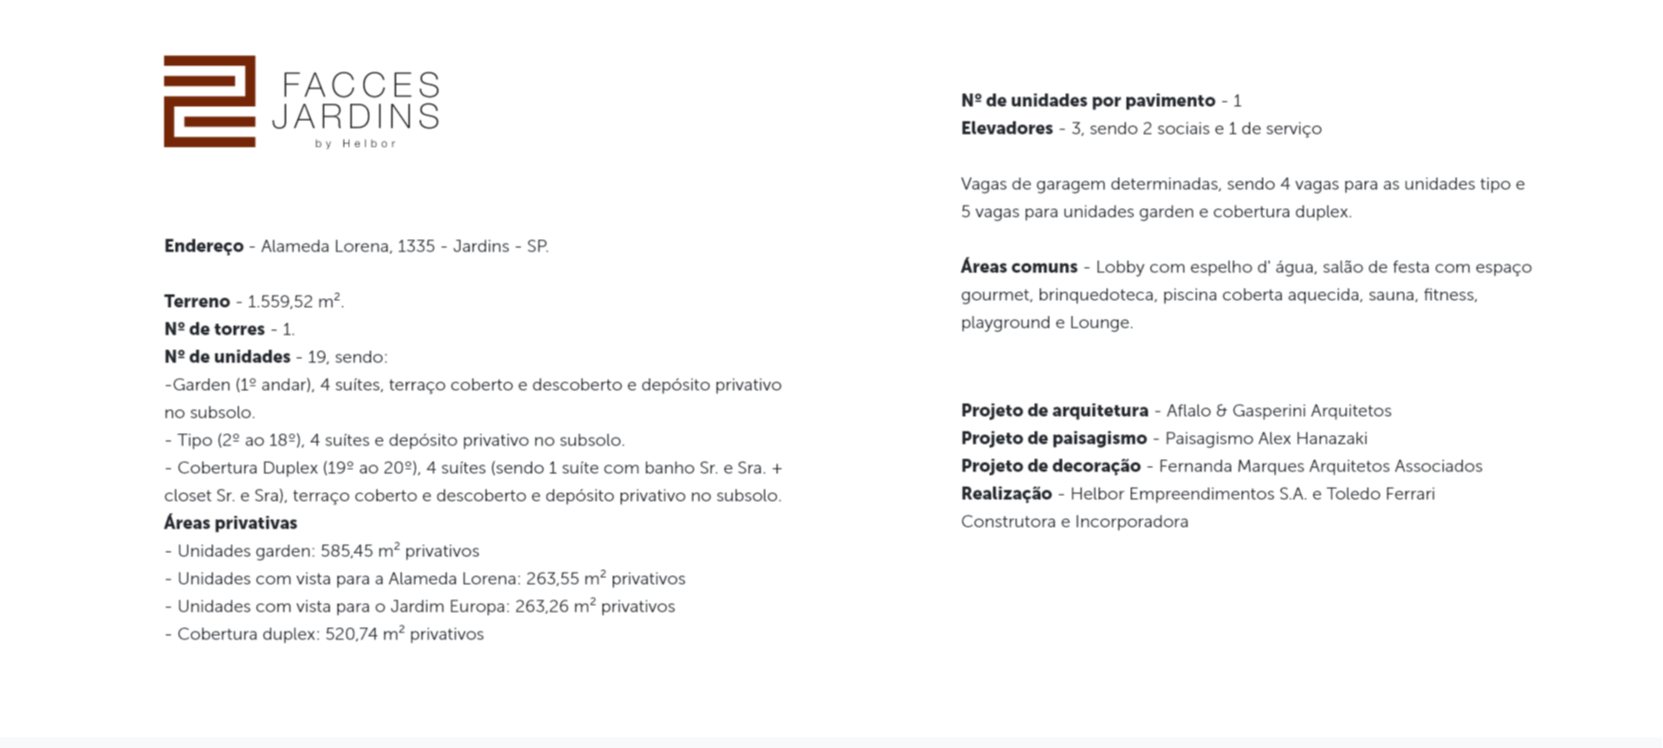 FACCES
JARDINS
by Helbor
Endereço - Alameda Lorena, 1335 - Jardins - SP.
Terreno - 1.559,52 m².
Nº de torres - 1.
Nº de unidades - 19, sendo:
-Garden (1º andar), 4 suítes, terraço coberto e descoberto e depósito privativo
no subsolo.
- Tipo (2º ao 18º), 4 suítes e depósito privativo no subsolo.
- Cobertura Duplex (19º ao 20º), 4 suítes (sendo 1 suíte com banho Sr. e Sra. +
closet Sr. e Sra), terraço coberto e descoberto e depósito privativo no subsolo.
Áreas privativas
- Unidades garden: 585,45 m² privativos
- Unidades com vista para a Alameda Lorena: 263,55 m² privativos
- Unidades com vista para o Jardim Europa: 263,26 m² privativos
- Cobertura duplex: 520,74 m² privativos
Nº de unidades por pavimento - 1
Elevadores - 3, sendo 2 sociais e 1 de serviço
Vagas de garagem determinadas, sendo 4 vagas para as unidades tipo e
5 vagas para unidades garden e cobertura duplex.
Áreas comuns - Lobby com espelho d' água, salão de festa com espaço
gourmet, brinquedoteca, piscina coberta aquecida, sauna, fitness,
playground e Lounge.
Projeto de arquitetura - Aflalo & Gasperini Arquitetos
Projeto de paisagismo - Paisagismo Alex Hanazaki
Projeto de decoração - Fernanda Marques Arquitetos Associados
Realização - Helbor Empreendimentos S.A. e Toledo Ferrari
Construtora e Incorporadora